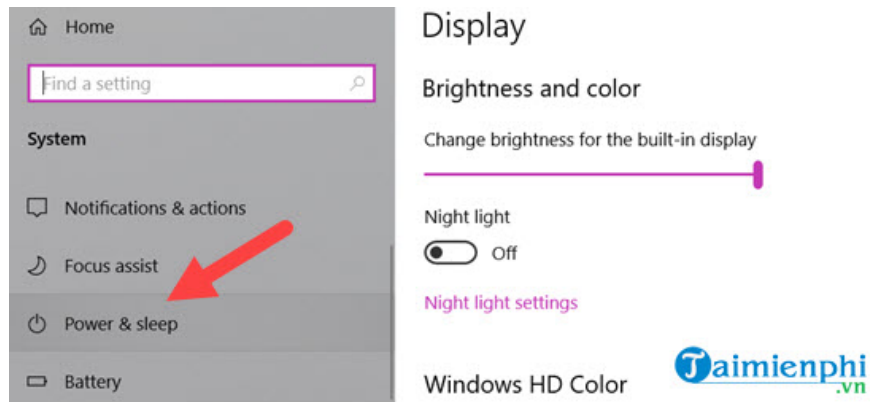 Home
Find a setting
System
Notifications & actions
Focus assist
Power & sleep
Battery
Display
Brightness and color
Change brightness for the built-in display
Night light
Off
Night light settings
Windows HD Color
Taimienphi
.vn